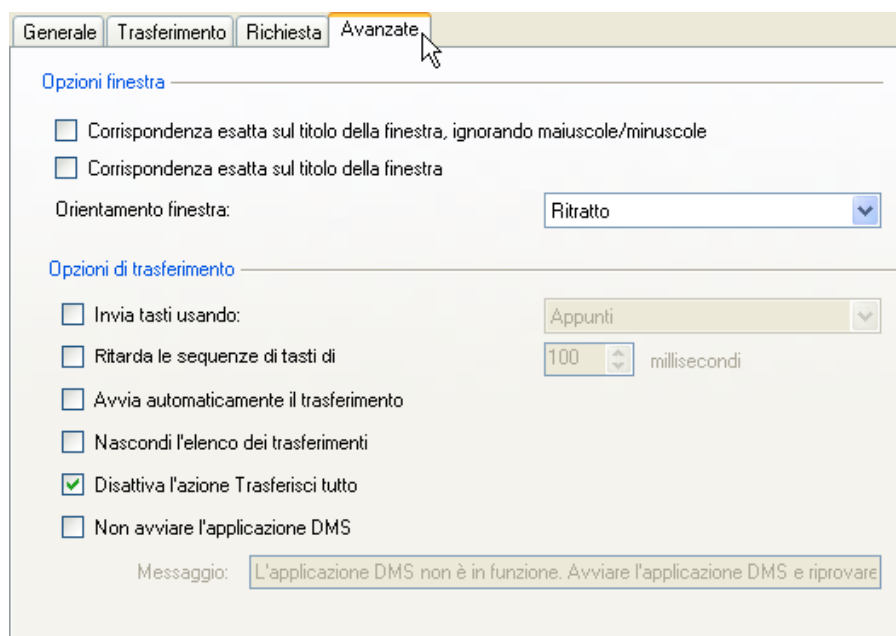 Generale Trasferimento Richiesta Avanzate
Opzioni finestra
Corrispondenza esatta sul titolo della finestra, ignorando maiuscole/minuscole
Corrispondenza esatta sul titolo della finestra
Orientamento finestra: Ritratto
Opzioni di trasferimento
Invia tasti usando: Appunti
Ritarda le sequenze di tasti di 100 millisecondi
Avvia automaticamente il trasferimento
Nascondi l'elenco dei trasferimenti
Disattiva l'azione Trasferisci tutto
Non avviare l'applicazione DMS
Messaggio: L'applicazione DMS non è in funzione. Avviare l'applicazione DMS e riprovare